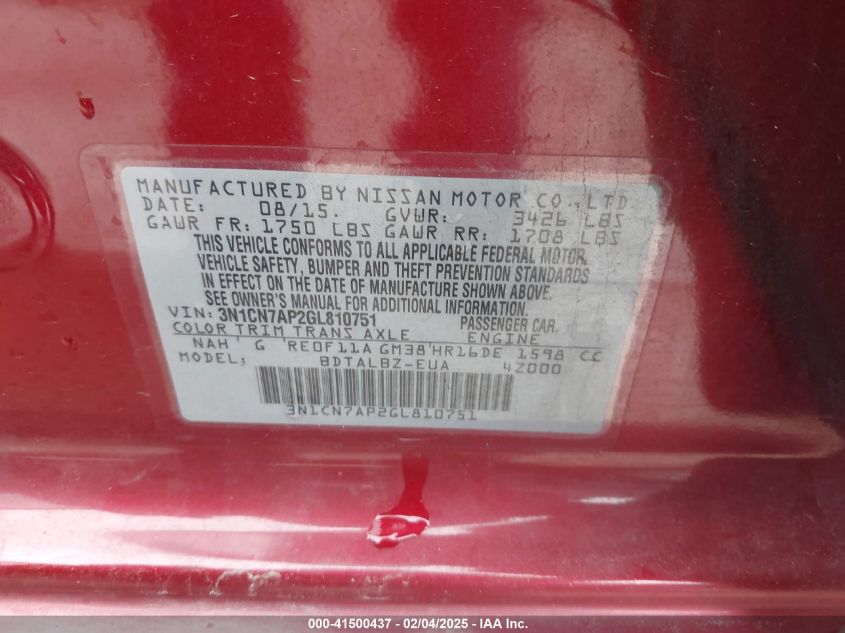 MANUFACTURED BY NISSAN MOTOR CO.,LTD
DATE: 08/15. GVWR: 3426 LBS
GAWR FR: 1750 LBS GAWR RR: 1708 LBS
THIS VEHICLE CONFORMS TO ALL APPLICABLE FEDERAL MOTOR
VEHICLE SAFETY, BUMPER AND THEFT PREVENTION STANDARDS
IN EFFECT ON THE DATE OF MANUFACTURE SHOWN ABOVE.
SEE OWNER'S MANUAL FOR ADDITIONAL INFORMATION.
VIN: 3N1CN7AP2GL810751 PASSENGER CAR
COLOR TRIM TRANS AXLE ENGINE
NAH G RE0F11A GM38 HR16DE 1598 CC
MODEL: BDTALBZ-EUA 4Z000
3N1CN7AP2GL810751
000-41500437 - 02/04/2025 - IAA Inc.